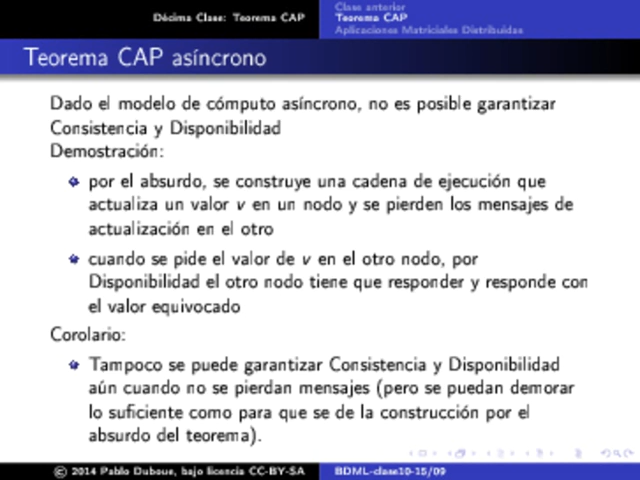 Décima Clase: Teorema CAP
Clase anterior
Teorema CAP
Aplicaciones Matriciales Distribuidas
Teorema CAP asíncrono
Dado el modelo de cómputo asíncrono, no es posible garantizar
Consistencia y Disponibilidad
Demostración:
por el absurdo, se construye una cadena de ejecución que
actualiza un valor v en un nodo y se pierden los mensajes de
actualización en el otro
cuando se pide el valor de v en el otro nodo, por
Disponibilidad el otro nodo tiene que responder y responde con
el valor equivocado
Corolario:
Tampoco se puede garantizar Consistencia y Disponibilidad
aún cuando no se pierdan mensajes (pero se puedan demorar
lo suficiente como para que se de la construcción por el
absurdo del teorema).
© 2014 Pablo Duboue, bajo licencia CC-BY-SA
BDML-clase10-15/09